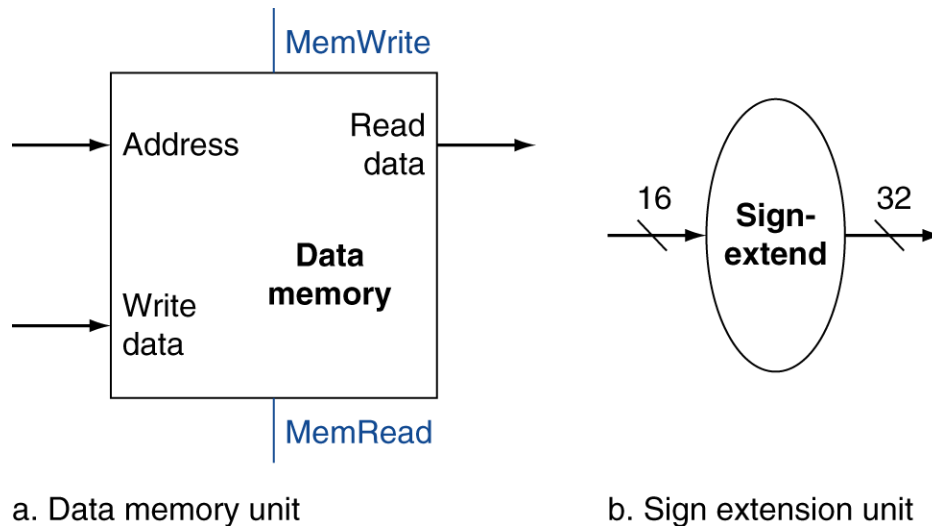 MemWrite
Address
Read
data
Data
memory
Write
data
MemRead
a. Data memory unit
16
Sign-
extend
32
b. Sign extension unit